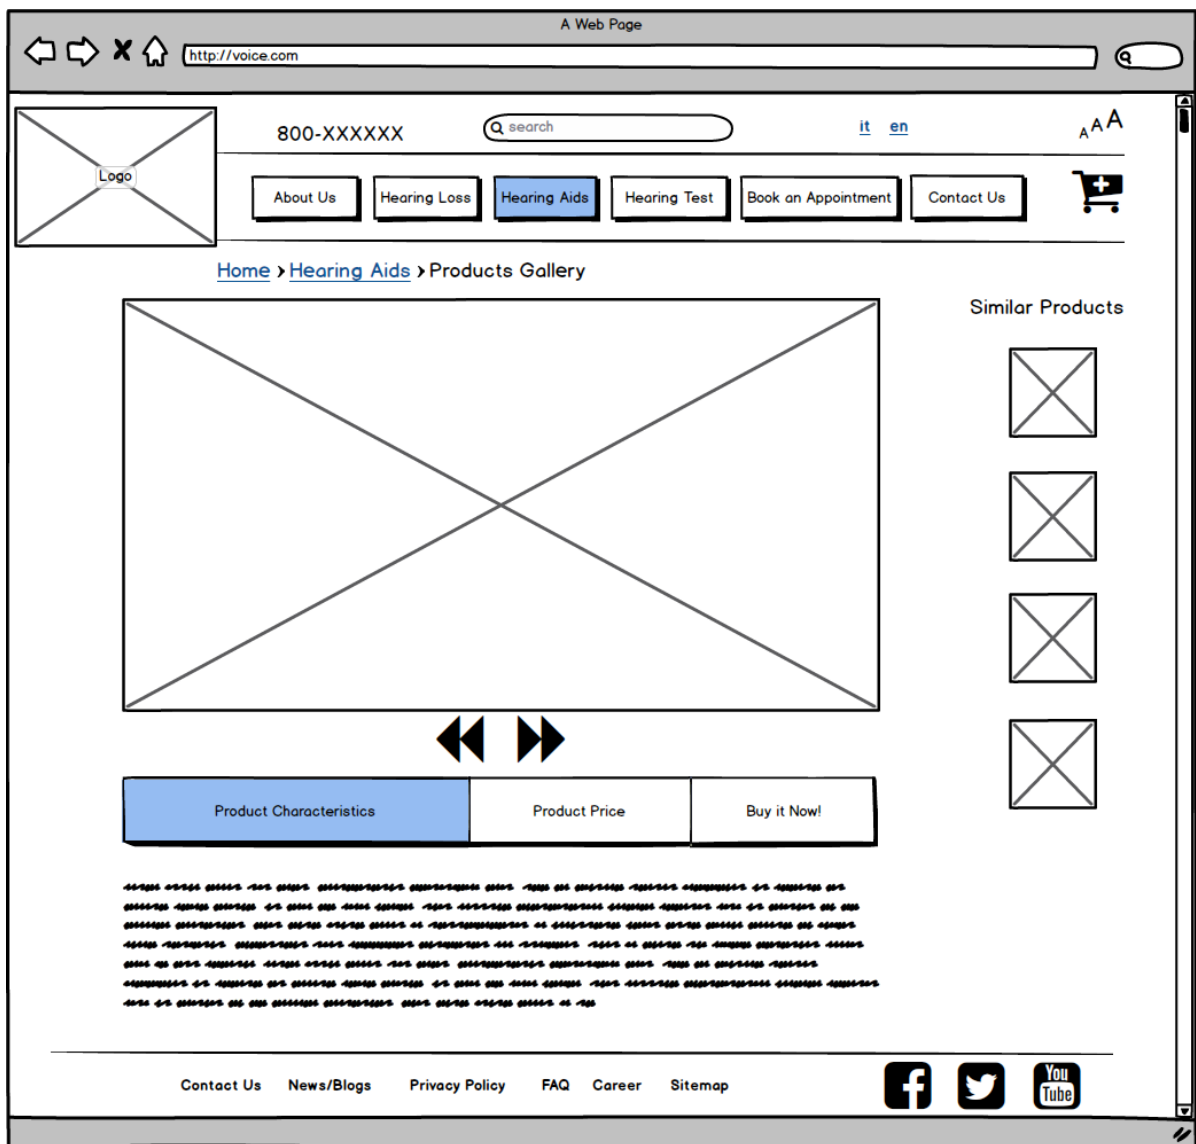 A Web Page
http://voice.com
Logo
800-XXXXXX
search
it en
A A A
About Us
Hearing Loss
Hearing Aids
Hearing Test
Book an Appointment
Contact Us
Home > Hearing Aids > Products Gallery
Similar Products
Product Characteristics
Product Price
Buy it Now!
Contact Us News/Blogs Privacy Policy FAQ Career Sitemap
You
Tube